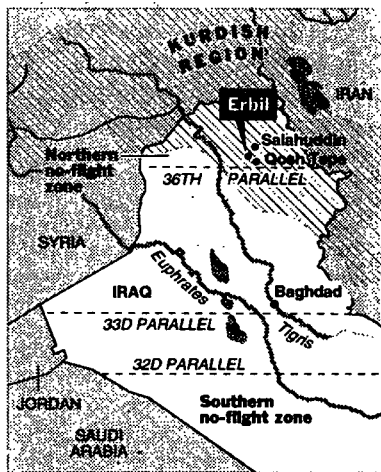 KURDISH
REGION
IRAN
Erbil
Salahuddin
Qosh Tepe
Northern
no-flight
zone
36TH PARALLEL
SYRIA
Euphrates
IRAQ
Baghdad
Tigris
33D PARALLEL
32D PARALLEL
JORDAN
Southern
no-flight zone
SAUDI
ARABIA